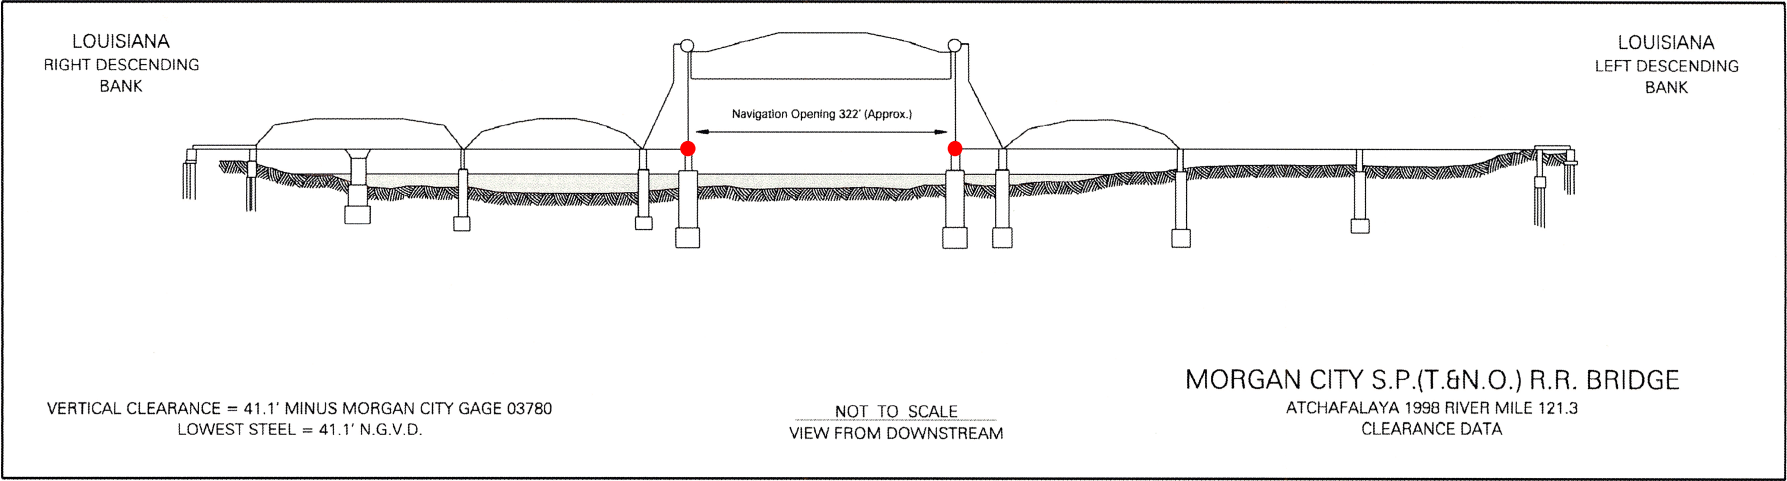 LOUISIANA
RIGHT DESCENDING
BANK
LOUISIANA
LEFT DESCENDING
BANK
Navigation Opening 322' (Approx.)
VERTICAL CLEARANCE = 41.1' MINUS MORGAN CITY GAGE 03780
LOWEST STEEL = 41.1' N.G.V.D.
NOT TO SCALE
VIEW FROM DOWNSTREAM
MORGAN CITY S.P.(T.&N.O.) R.R. BRIDGE
ATCHAFALAYA 1998 RIVER MILE 121.3
CLEARANCE DATA